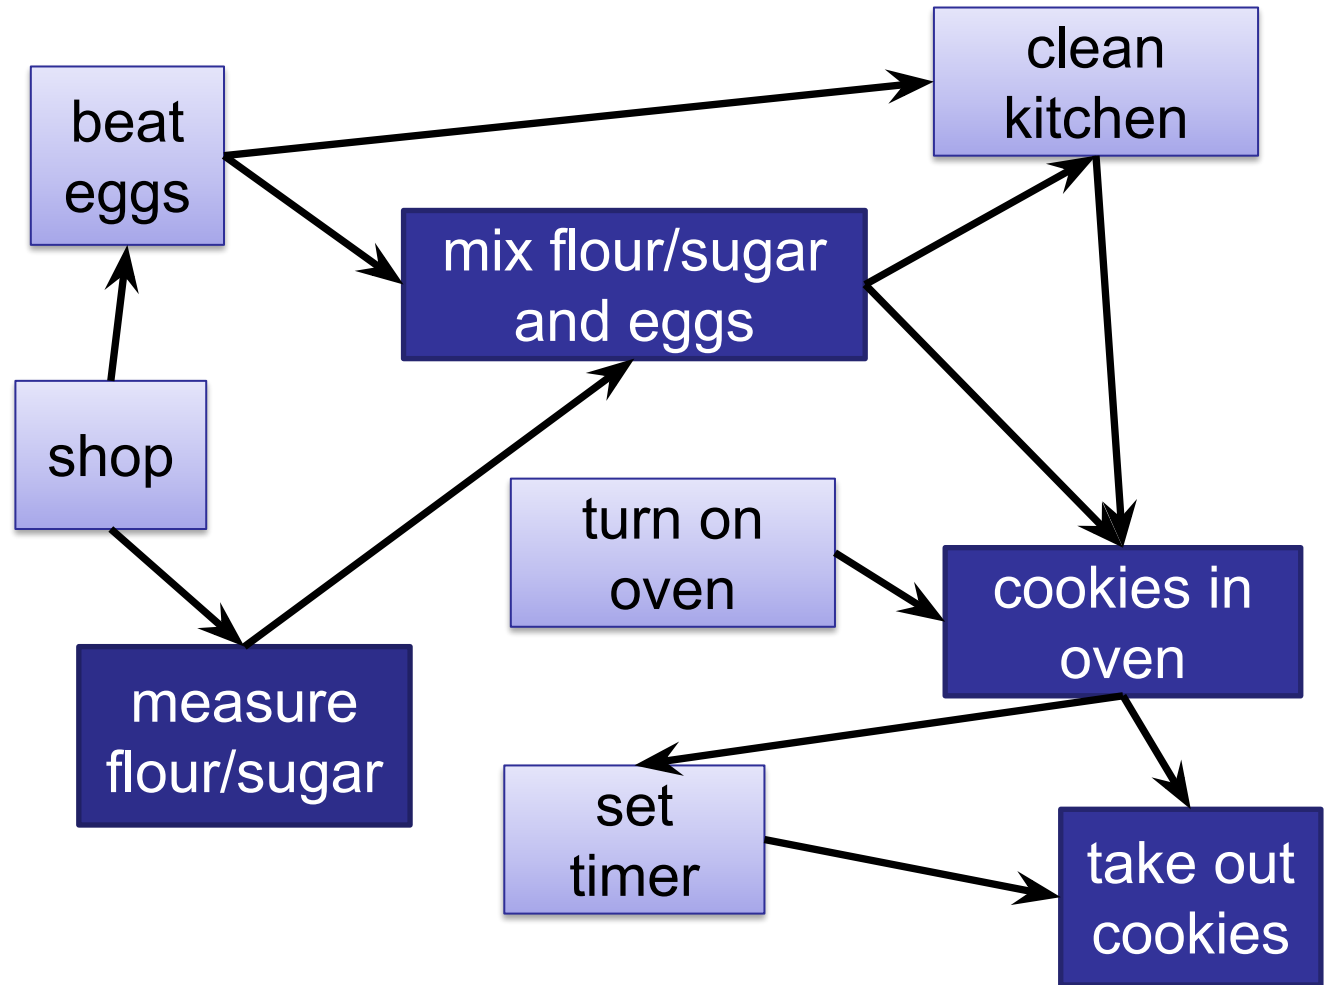 clean
kitchen
beat
eggs
mix flour/sugar
and eggs
shop
turn on
oven
cookies in
oven
measure
flour/sugar
set
timer
take out
cookies